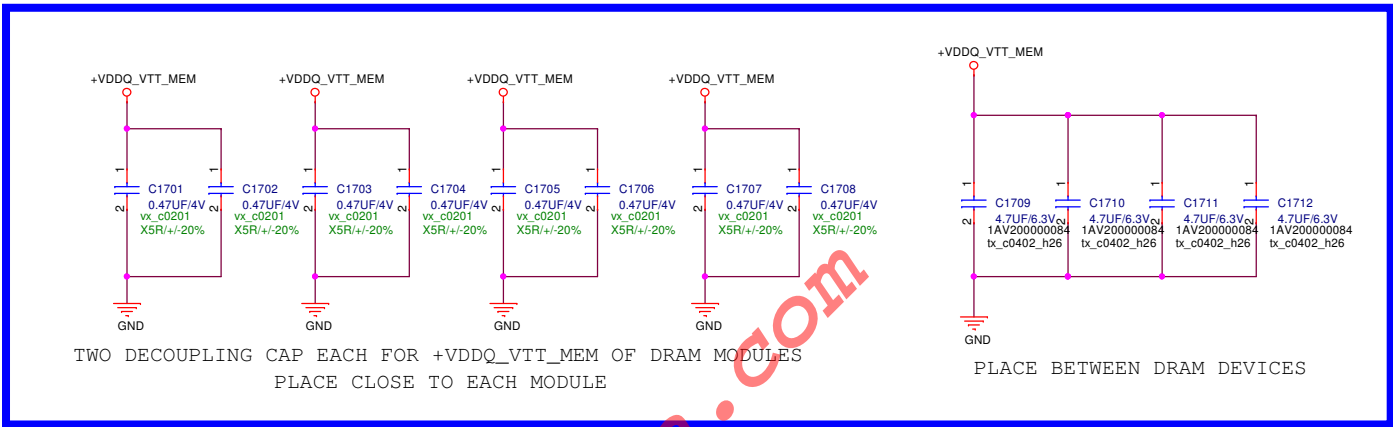 +VDDQ_VTT_MEM
+VDDQ_VTT_MEM +VDDQ_VTT_MEM +VDDQ_VTT_MEM +VDDQ_VTT_MEM
1 1 1 1 1 1 1 1
C1701 C1702 C1703 C1704 C1705 C1706 C1707 C1708
2 2 2 2 2 2 2 2
0.47UF/4V 0.47UF/4V 0.47UF/4V 0.47UF/4V 0.47UF/4V 0.47UF/4V 0.47UF/4V 0.47UF/4V
vx_c0201 vx_c0201 vx_c0201 vx_c0201 vx_c0201 vx_c0201 vx_c0201 vx_c0201
X5R/+/-20% X5R/+/-20% X5R/+/-20% X5R/+/-20% X5R/+/-20% X5R/+/-20% X5R/+/-20% X5R/+/-20%
1 1 1 1
C1709 C1710 C1711 C1712
2 2 2 2
4.7UF/6.3V 4.7UF/6.3V 4.7UF/6.3V 4.7UF/6.3V
1AV200000084 1AV200000084 1AV200000084 1AV200000084
tx_c0402_h26 tx_c0402_h26 tx_c0402_h26 tx_c0402_h26
GND GND GND GND
GND
TWO DECOUPLING CAP EACH FOR +VDDQ_VTT_MEM OF DRAM MODULES
PLACE CLOSE TO EACH MODULE
PLACE BETWEEN DRAM DEVICES
.com